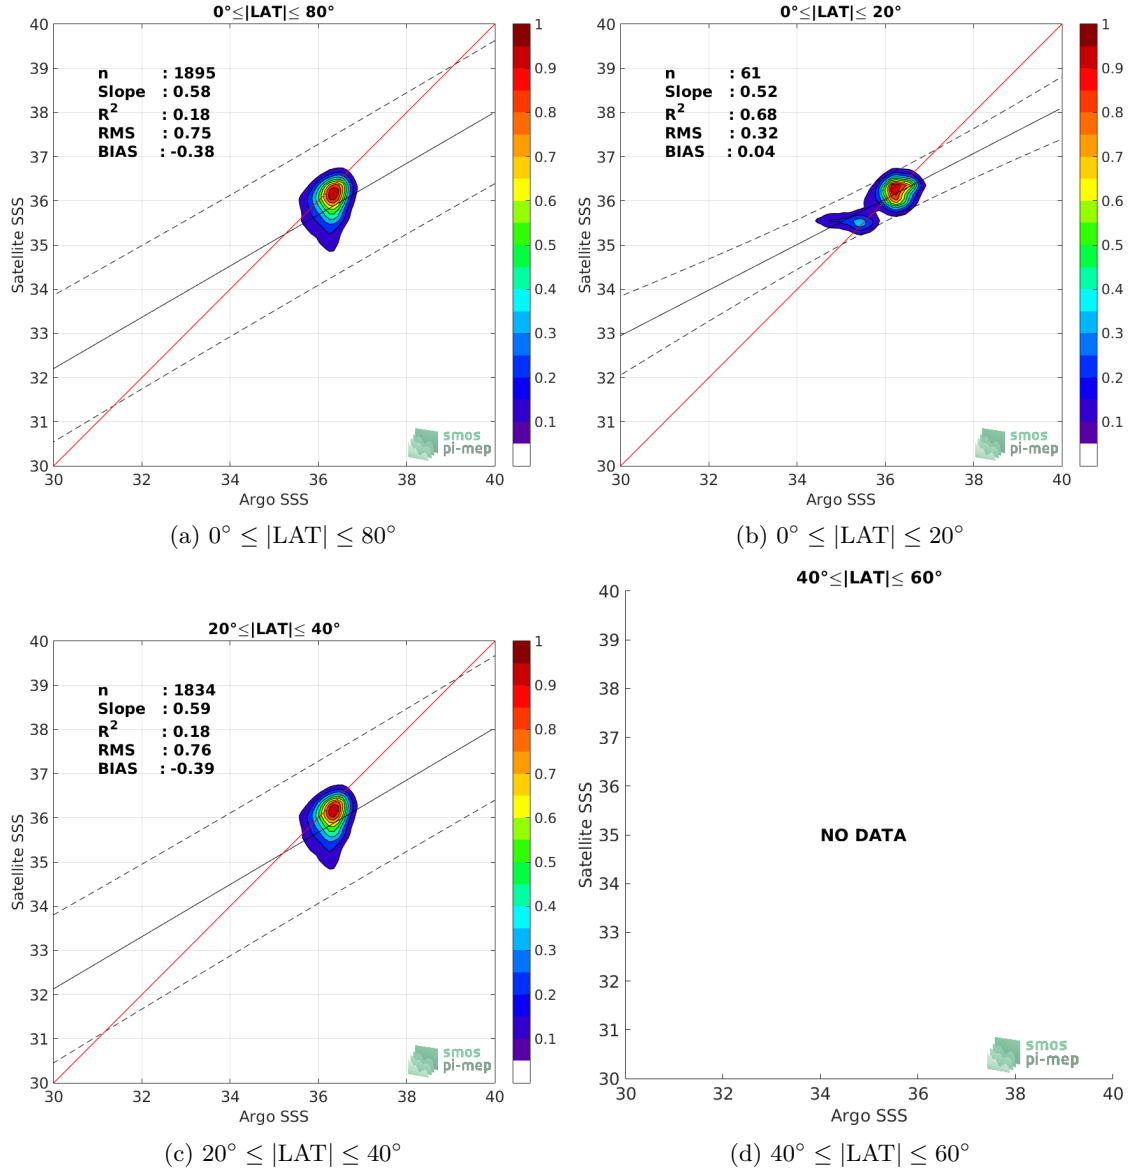 0°≤|LAT|≤ 80°
40
39
38
37
36
35
34
33
32
31
30
n : 1895
Slope : 0.58
R² : 0.18
RMS : 0.75
BIAS : -0.38
Satellite SSS
smos
pi-mep
30 32 34 36 38 40
Argo SSS
1
0.9
0.8
0.7
0.6
0.5
0.4
0.3
0.2
0.1
(a) 0° ≤ |LAT| ≤ 80°
0°≤|LAT|≤ 20°
40
39
38
37
36
35
34
33
32
31
30
n : 61
Slope : 0.52
R² : 0.68
RMS : 0.32
BIAS : 0.04
Satellite SSS
smos
pi-mep
30 32 34 36 38 40
Argo SSS
1
0.9
0.8
0.7
0.6
0.5
0.4
0.3
0.2
0.1
(b) 0° ≤ |LAT| ≤ 20°
20°≤|LAT|≤ 40°
40
39
38
37
36
35
34
33
32
31
30
n : 1834
Slope : 0.59
R² : 0.18
RMS : 0.76
BIAS : -0.39
Satellite SSS
smos
pi-mep
30 32 34 36 38 40
Argo SSS
1
0.9
0.8
0.7
0.6
0.5
0.4
0.3
0.2
0.1
(c) 20° ≤ |LAT| ≤ 40°
40°≤|LAT|≤ 60°
40
39
38
37
36
35
34
33
32
31
30
Satellite SSS
NO DATA
smos
pi-mep
30 32 34 36 38 40
Argo SSS
(d) 40° ≤ |LAT| ≤ 60°